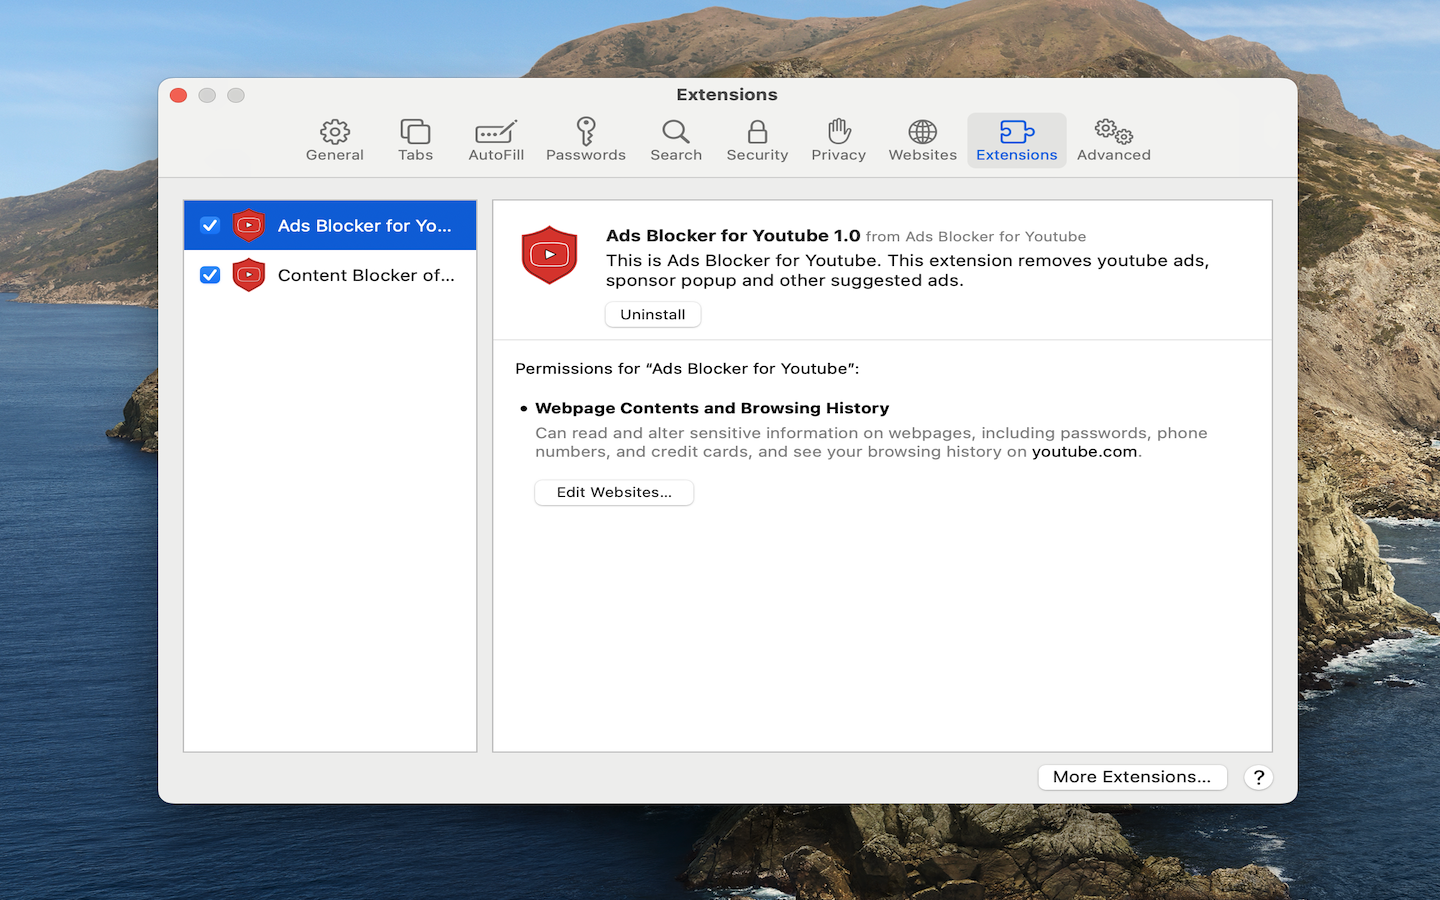 Extensions
General
Tabs
AutoFill
Passwords
Search
Security
Privacy
Websites
Extensions
Advanced
Ads Blocker for Yo...
Content Blocker of...
Ads Blocker for Youtube 1.0 from Ads Blocker for Youtube
This is Ads Blocker for Youtube. This extension removes youtube ads,
sponsor popup and other suggested ads.
Uninstall
Permissions for “Ads Blocker for Youtube”:
• Webpage Contents and Browsing History
Can read and alter sensitive information on webpages, including passwords, phone
numbers, and credit cards, and see your browsing history on youtube.com.
Edit Websites...
More Extensions...
?